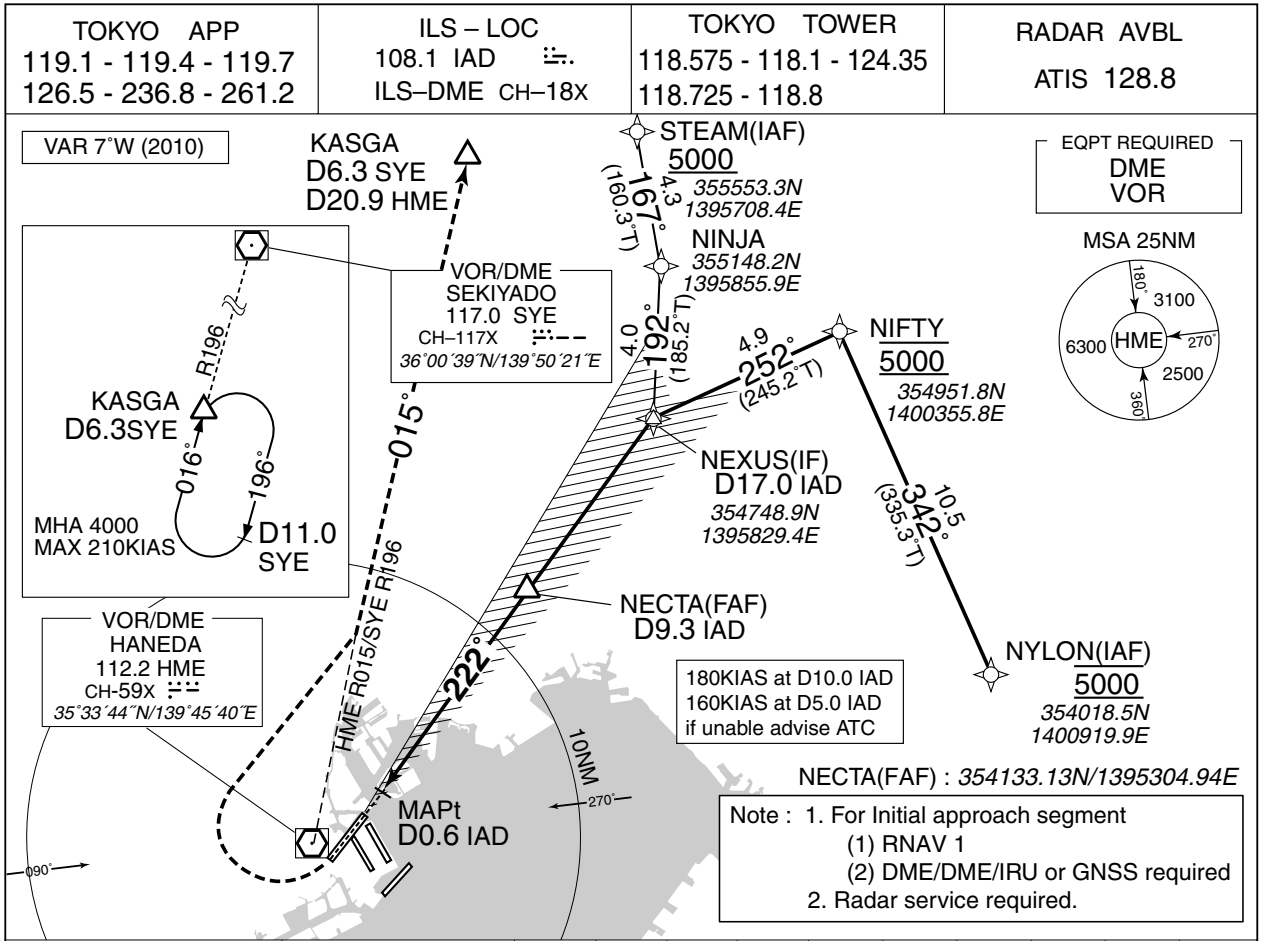 TOKYO APP
119.1 - 119.4 - 119.7
126.5 - 236.8 - 261.2
ILS – LOC
108.1 IAD
ILS–DME CH–18X
TOKYO TOWER
118.575 - 118.1 - 124.35
118.725 - 118.8
RADAR AVBL
ATIS 128.8
VAR 7°W (2010)
KASGA
D6.3 SYE
D20.9 HME
STEAM(IAF)
5000
355553.3N
1395708.4E
4.3
167°
(160.3°T)
EQPT REQUIRED
DME
VOR
NINJA
355148.2N
1395855.9E
4.0
192°
(185.2°T)
MSA 25NM
180°
3100
HME
270°
6300
2500
360°
VOR/DME
SEKIYADO
117.0 SYE
CH–117X
36°00´39˝N/139°50´21˝E
NIFTY
5000
354951.8N
1400355.8E
4.9
252°
(245.2°T)
R196
KASGA
D6.3SYE
016°
196°
MHA 4000
MAX 210KIAS
D11.0
SYE
015°
NEXUS(IF)
D17.0 IAD
354748.9N
1395829.4E
10.5
342°
(335.3°T)
HME R015/SYE R196
NECTA(FAF)
D9.3 IAD
222°
VOR/DME
HANEDA
112.2 HME
CH-59X
35°33´44˝N/139°45´40˝E
180KIAS at D10.0 IAD
160KIAS at D5.0 IAD
if unable advise ATC
NYLON(IAF)
5000
354018.5N
1400919.9E
10NM
NECTA(FAF) : 354133.13N/1395304.94E
MAPt
D0.6 IAD
270°
090°
Note : 1. For Initial approach segment
(1) RNAV 1
(2) DME/DME/IRU or GNSS required
2. Radar service required.